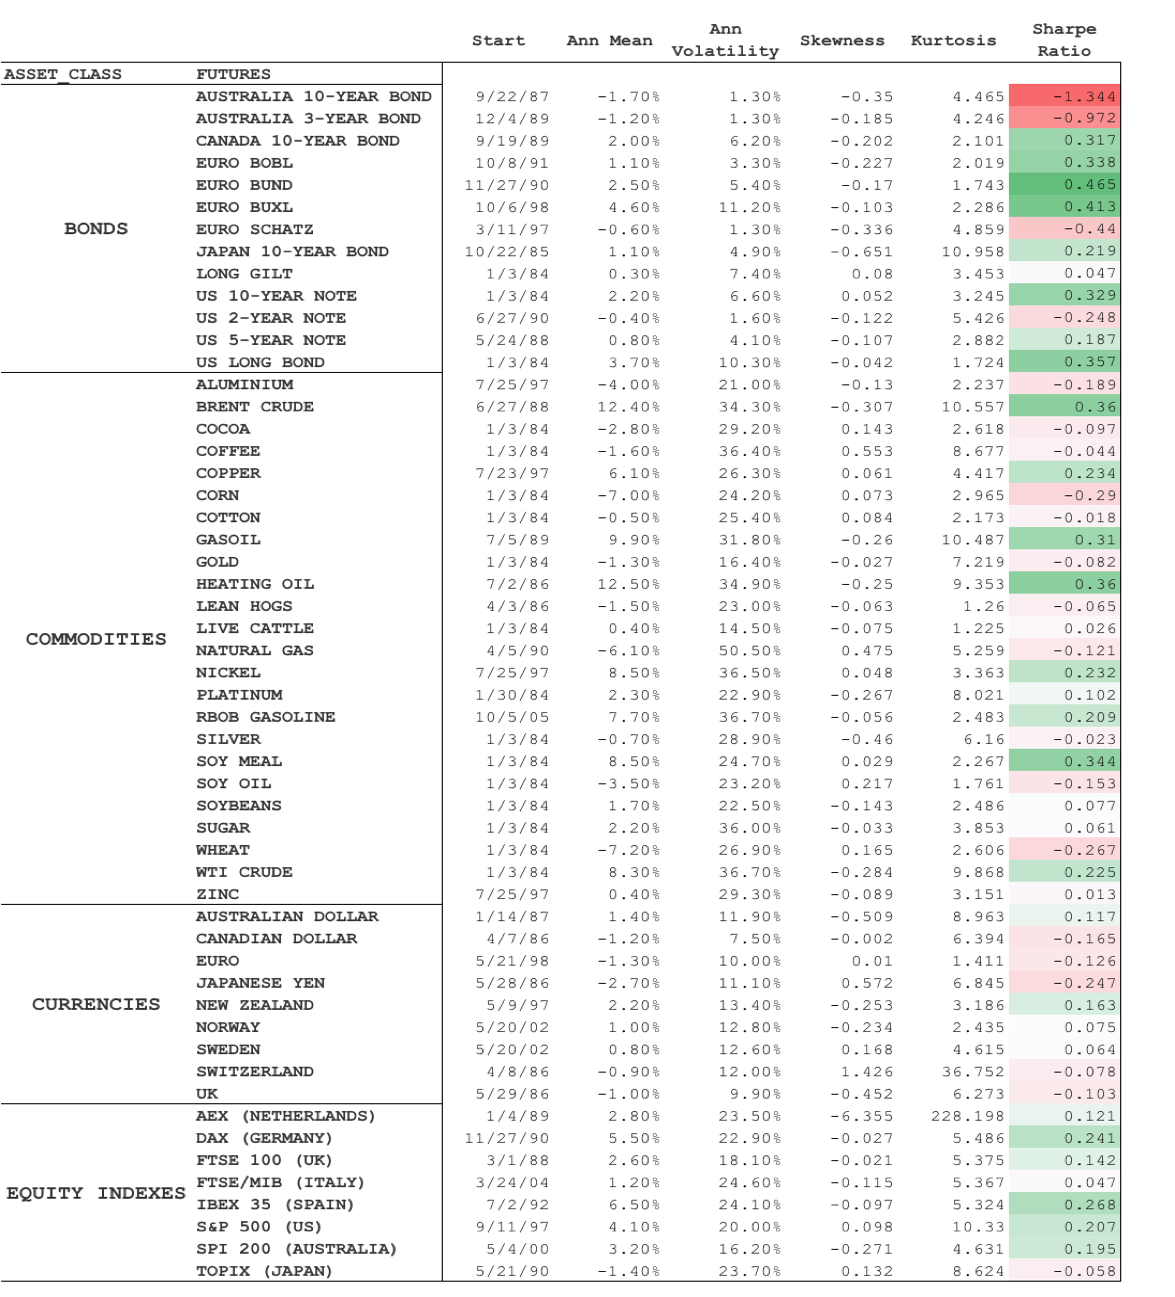 Start Ann Mean Ann Volatility Skewness Kurtosis Sharpe Ratio
ASSET_CLASS FUTURES
BONDS
AUSTRALIA 10-YEAR BOND 9/22/87 -1.70% 1.30% -0.35 4.465 -1.344
AUSTRALIA 3-YEAR BOND 12/4/89 -1.20% 1.30% -0.185 4.246 -0.972
CANADA 10-YEAR BOND 9/19/89 2.00% 6.20% -0.202 2.101 0.317
EURO BOBL 10/8/91 1.10% 3.30% -0.227 2.019 0.338
EURO BUND 11/27/90 2.50% 5.40% -0.17 1.743 0.465
EURO BUXL 10/6/98 4.60% 11.20% -0.103 2.286 0.413
EURO SCHATZ 3/11/97 -0.60% 1.30% -0.336 4.859 -0.44
JAPAN 10-YEAR BOND 10/22/85 1.10% 4.90% -0.651 10.958 0.219
LONG GILT 1/3/84 0.30% 7.40% 0.08 3.453 0.047
US 10-YEAR NOTE 1/3/84 2.20% 6.60% 0.052 3.245 0.329
US 2-YEAR NOTE 6/27/90 -0.40% 1.60% -0.122 5.426 -0.248
US 5-YEAR NOTE 5/24/88 0.80% 4.10% -0.107 2.882 0.187
US LONG BOND 1/3/84 3.70% 10.30% -0.042 1.724 0.357
COMMODITIES
ALUMINIUM 7/25/97 -4.00% 21.00% -0.13 2.237 -0.189
BRENT CRUDE 6/27/88 12.40% 34.30% -0.307 10.557 0.36
COCOA 1/3/84 -2.80% 29.20% 0.143 2.618 -0.097
COFFEE 1/3/84 -1.60% 36.40% 0.553 8.677 -0.044
COPPER 7/23/97 6.10% 26.30% 0.061 4.417 0.234
CORN 1/3/84 -7.00% 24.20% 0.073 2.965 -0.29
COTTON 1/3/84 -0.50% 25.40% 0.084 2.173 -0.018
GASOIL 7/5/89 9.90% 31.80% -0.26 10.487 0.31
GOLD 1/3/84 -1.30% 16.40% -0.027 7.219 -0.082
HEATING OIL 7/2/86 12.50% 34.90% -0.25 9.353 0.36
LEAN HOGS 4/3/86 -1.50% 23.00% -0.063 1.26 -0.065
LIVE CATTLE 1/3/84 0.40% 14.50% -0.075 1.225 0.026
NATURAL GAS 4/5/90 -6.10% 50.50% 0.475 5.259 -0.121
NICKEL 7/25/97 8.50% 36.50% 0.048 3.363 0.232
PLATINUM 1/30/84 2.30% 22.90% -0.267 8.021 0.102
RBOB GASOLINE 10/5/05 7.70% 36.70% -0.056 2.483 0.209
SILVER 1/3/84 -0.70% 28.90% -0.46 6.16 -0.023
SOY MEAL 1/3/84 8.50% 24.70% 0.029 2.267 0.344
SOY OIL 1/3/84 -3.50% 23.20% 0.217 1.761 -0.153
SOYBEANS 1/3/84 1.70% 22.50% -0.143 2.486 0.077
SUGAR 1/3/84 2.20% 36.00% -0.033 3.853 0.061
WHEAT 1/3/84 -7.20% 26.90% 0.165 2.606 -0.267
WTI CRUDE 1/3/84 8.30% 36.70% -0.284 9.868 0.225
ZINC 7/25/97 0.40% 29.30% -0.089 3.151 0.013
CURRENCIES
AUSTRALIAN DOLLAR 1/14/87 1.40% 11.90% -0.509 8.963 0.117
CANADIAN DOLLAR 4/7/86 -1.20% 7.50% -0.002 6.394 -0.165
EURO 5/21/98 -1.30% 10.00% 0.01 1.411 -0.126
JAPANESE YEN 5/28/86 -2.70% 11.10% 0.572 6.845 -0.247
NEW ZEALAND 5/9/97 2.20% 13.40% -0.253 3.186 0.163
NORWAY 5/20/02 1.00% 12.80% -0.234 2.435 0.075
SWEDEN 5/20/02 0.80% 12.60% 0.168 4.615 0.064
SWITZERLAND 4/8/86 -0.90% 12.00% 1.426 36.752 -0.078
UK 5/29/86 -1.00% 9.90% -0.452 6.273 -0.103
EQUITY INDEXES
AEX (NETHERLANDS) 1/4/89 2.80% 23.50% -6.355 228.198 0.121
DAX (GERMANY) 11/27/90 5.50% 22.90% -0.027 5.486 0.241
FTSE 100 (UK) 3/1/88 2.60% 18.10% -0.021 5.375 0.142
FTSE/MIB (ITALY) 3/24/04 1.20% 24.60% -0.115 5.367 0.047
IBEX 35 (SPAIN) 7/2/92 6.50% 24.10% -0.097 5.324 0.268
S&P 500 (US) 9/11/97 4.10% 20.00% 0.098 10.33 0.207
SPI 200 (AUSTRALIA) 5/4/00 3.20% 16.20% -0.271 4.631 0.195
TOPIX (JAPAN) 5/21/90 -1.40% 23.70% 0.132 8.624 -0.058